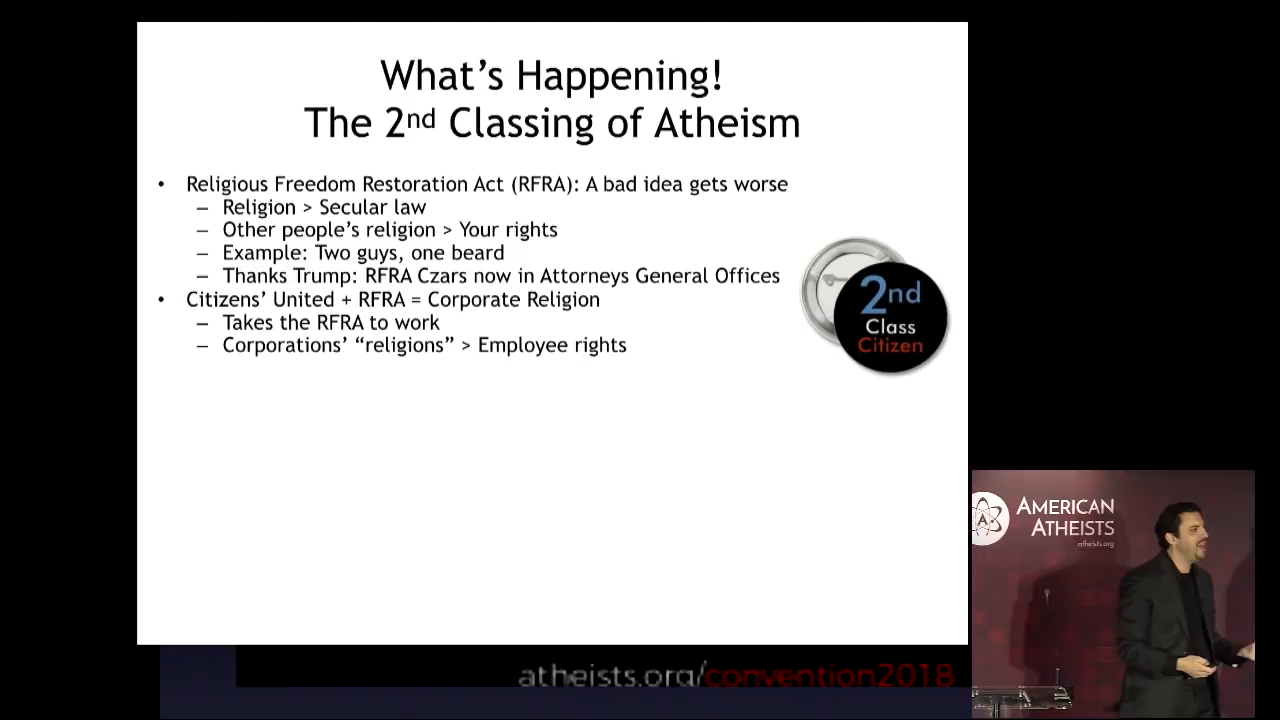 What's Happening!
The 2nd Classing of Atheism
• Religious Freedom Restoration Act (RFRA): A bad idea gets worse
– Religion > Secular law
– Other people's religion > Your rights
– Example: Two guys, one beard
– Thanks Trump: RFRA Czars now in Attorneys General Offices
• Citizens' United + RFRA = Corporate Religion
– Takes the RFRA to work
– Corporations' “religions” > Employee rights
2nd
Class
Citizen
A
AMERICAN
ATHEISTS
atheists.org
atheists.org/convention2018